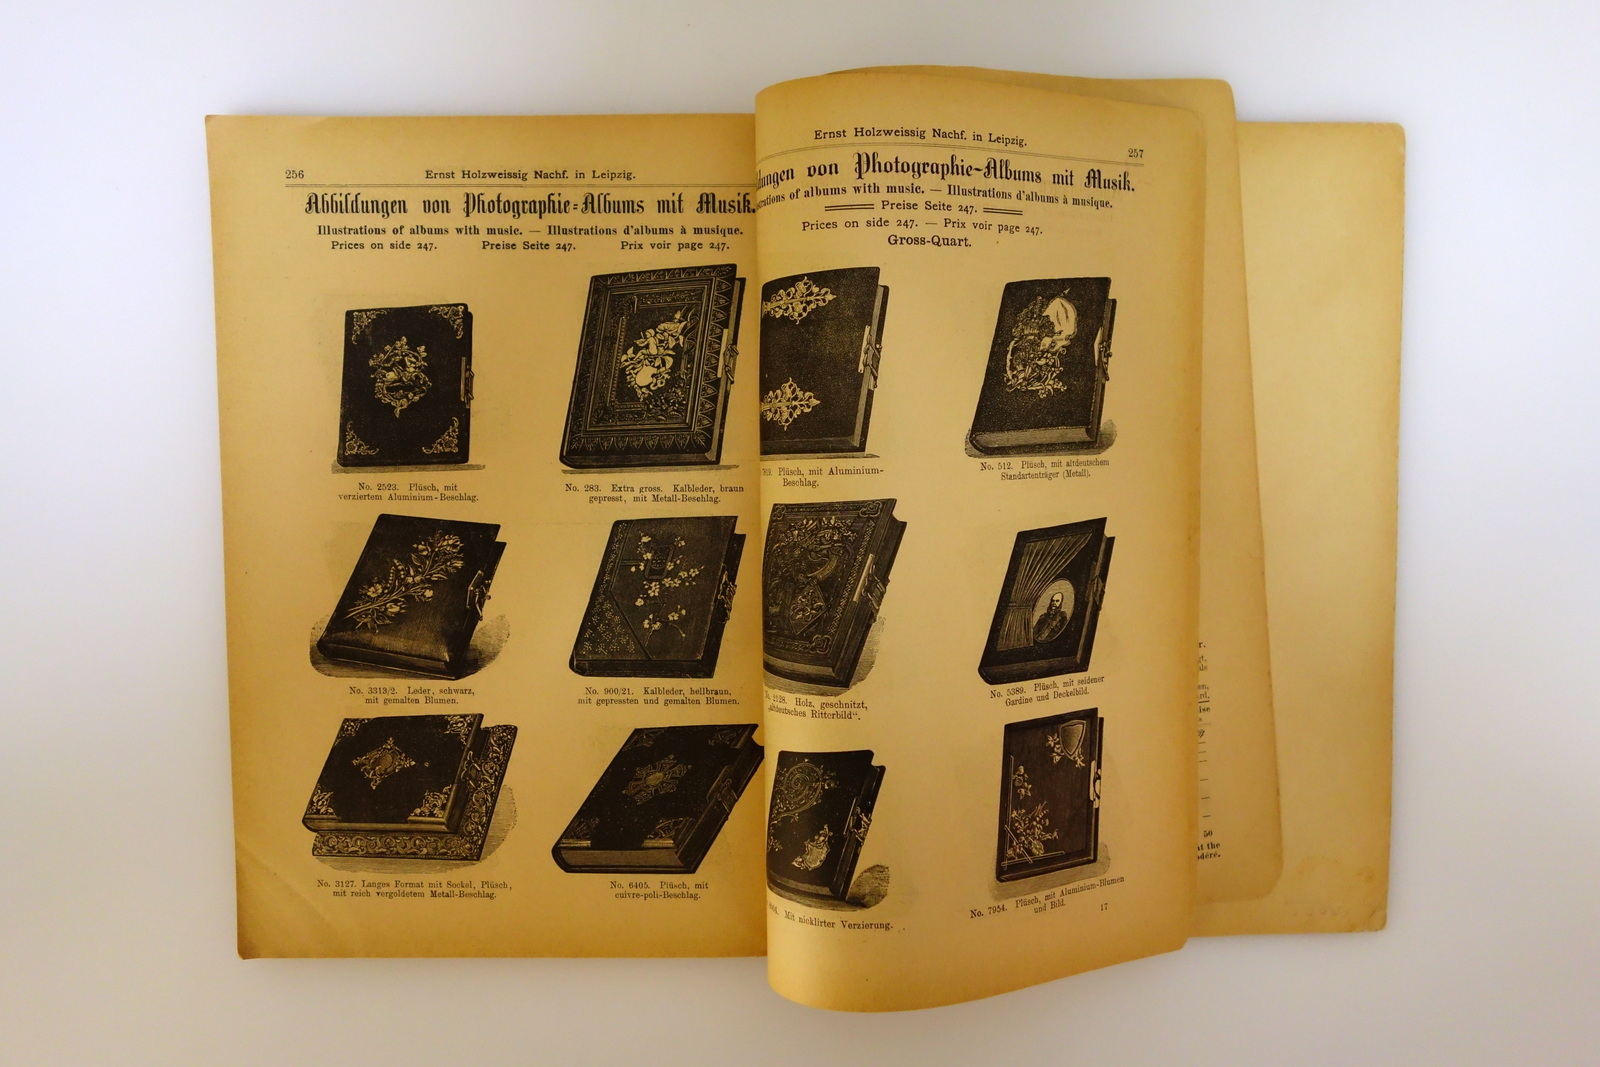 256
Ernst Holzweissig Nachf. in Leipzig.
Abbildungen von Photographie-Albums mit Musik.
Illustrations of albums with music. — Illustrations d'albums à musique.
Prices on side 247. Preise Seite 247. Prix voir page 247.
No. 2523. Plüsch, mit
verziertem Aluminium-Beschlag.
No. 283. Extra gross. Kalbleder, braun
gepresst, mit Metall-Beschlag.
No. 3313/2. Leder, schwarz,
mit gemalten Blumen.
No. 900/21. Kalbleder, hellbraun,
mit gepressten und gemalten Blumen.
No. 3127. Langes Format mit Sockel, Plüsch,
mit reich vergoldetem Metall-Beschlag.
No. 6405. Plüsch, mit
cuivre-poli-Beschlag.
Ernst Holzweissig Nachf. in Leipzig.
257
von Photographie-Albums mit Musik.
of albums with music. — Illustrations d'albums à musique.
Preise Seite 247.
Prices on side 247. — Prix voir page 247.
Gross-Quart.
Plüsch, mit Aluminium-
Beschlag.
No. 512. Plüsch, mit altdeutschem
Standartenträger (Metall).
Holz, geschnitzt,
„altdeutsches Ritterbild“.
No. 5389. Plüsch, mit seidener
Gardine und Deckelbild.
Mit nicklirter Verzierung.
No. 7954. Plüsch, mit Aluminium-Blumen
und Bild.
17
50
the